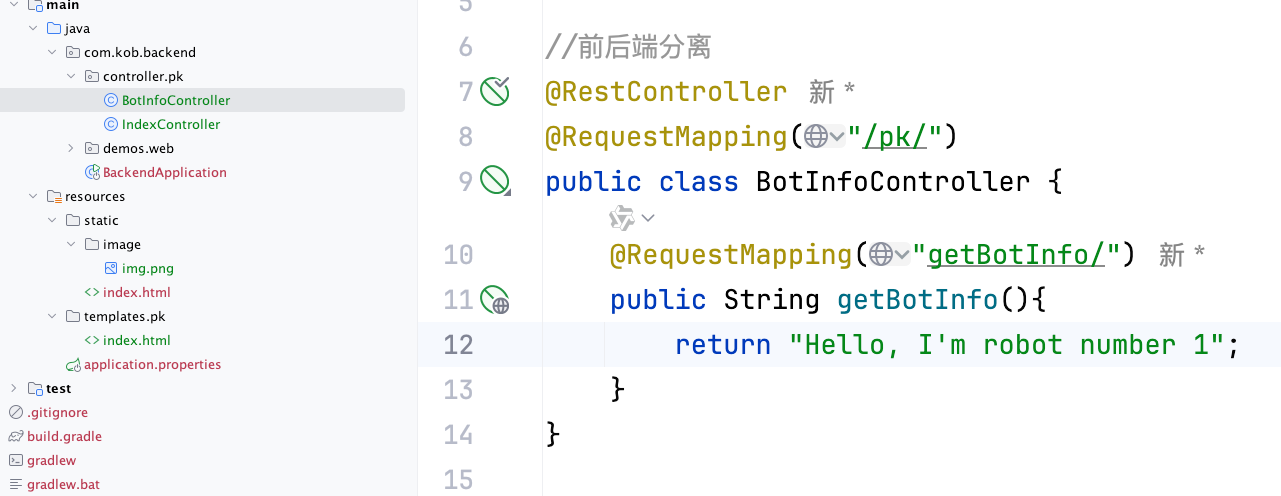 main
java
com.kob.backend
controller.pk
BotInfoController
IndexController
demos.web
BackendApplication
resources
static
image
img.png
index.html
templates.pk
index.html
application.properties
test
.gitignore
build.gradle
gradlew
gradlew.bat
5
6 //前后端分离
7 @RestController 新 *
8 @RequestMapping("/pk/")
9 public class BotInfoController {
10 @RequestMapping("getBotInfo/") 新 *
11 public String getBotInfo(){
12 return "Hello, I'm robot number 1";
13 }
14 }
15